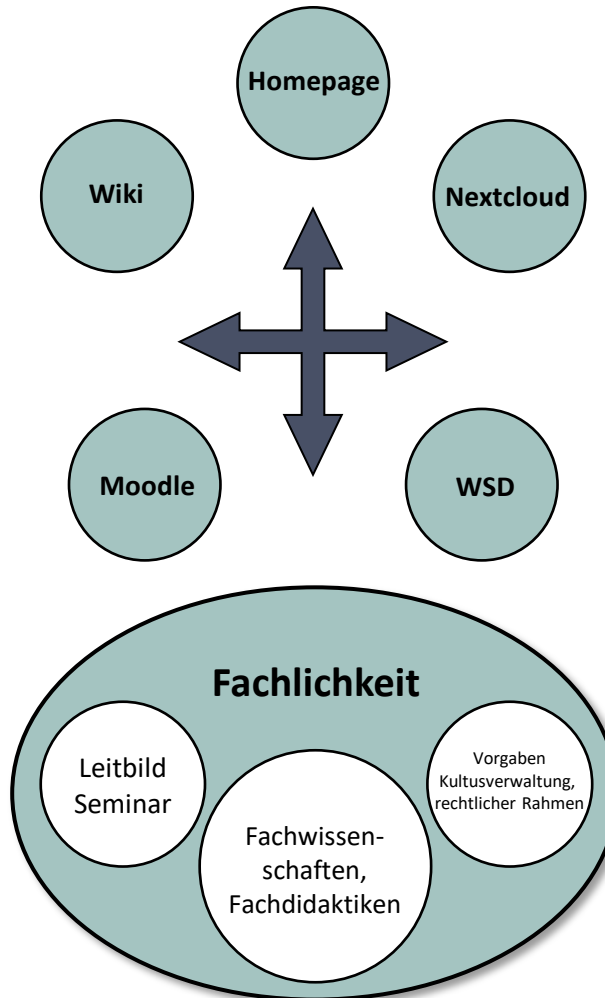 Homepage
Wiki
Nextcloud
Moodle
WSD
Fachlichkeit
Leitbild
Seminar
Fachwissen-
schaften,
Fachdidaktiken
Vorgaben
Kultusverwaltung,
rechtlicher Rahmen